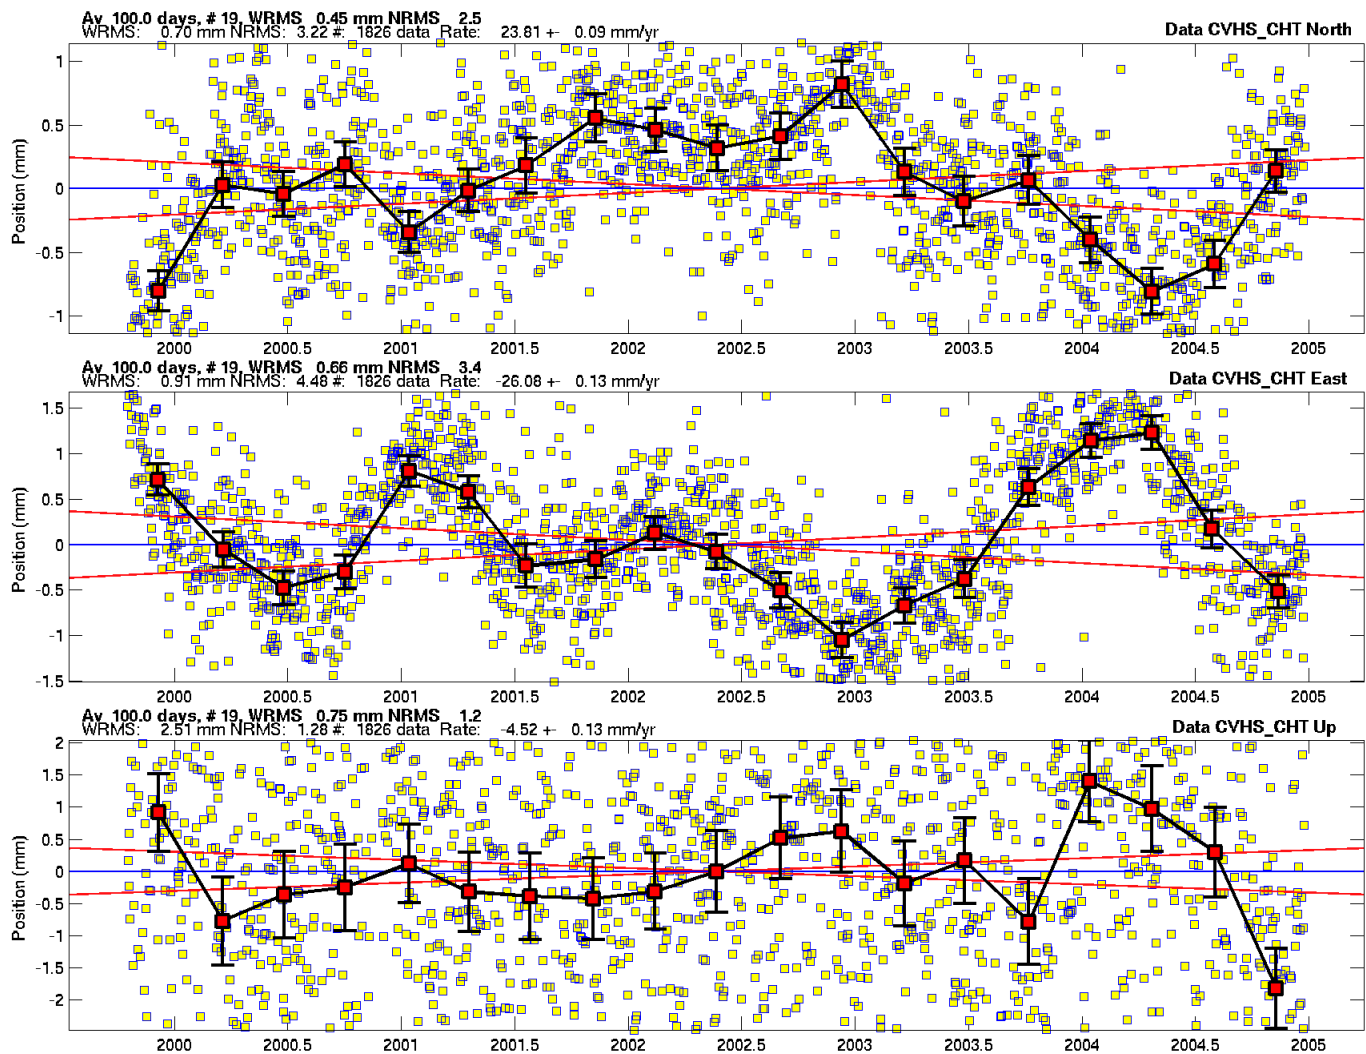 Av 100.0 days, # 19, WRMS 0.45 mm NRMS 2.5
WRMS: 0.70 mm NRMS: 3.22 #: 1826 data Rate: 23.81 +- 0.09 mm/yr
Data CVHS_CHT North
1
0.5
0
-0.5
-1
Position (mm)
2000 2000.5 2001 2001.5 2002 2002.5 2003 2003.5 2004 2004.5 2005
Av 100.0 days, # 19, WRMS 0.66 mm NRMS 3.4
WRMS: 0.91 mm NRMS: 4.48 #: 1826 data Rate: -26.08 +- 0.13 mm/yr
Data CVHS_CHT East
1.5
1
0.5
0
-0.5
-1
-1.5
Position (mm)
2000 2000.5 2001 2001.5 2002 2002.5 2003 2003.5 2004 2004.5 2005
Av 100.0 days, # 19, WRMS 0.75 mm NRMS 1.2
WRMS: 2.51 mm NRMS: 1.28 #: 1826 data Rate: -4.52 +- 0.13 mm/yr
Data CVHS_CHT Up
2
1.5
1
0.5
0
-0.5
-1
-1.5
-2
Position (mm)
2000 2000.5 2001 2001.5 2002 2002.5 2003 2003.5 2004 2004.5 2005